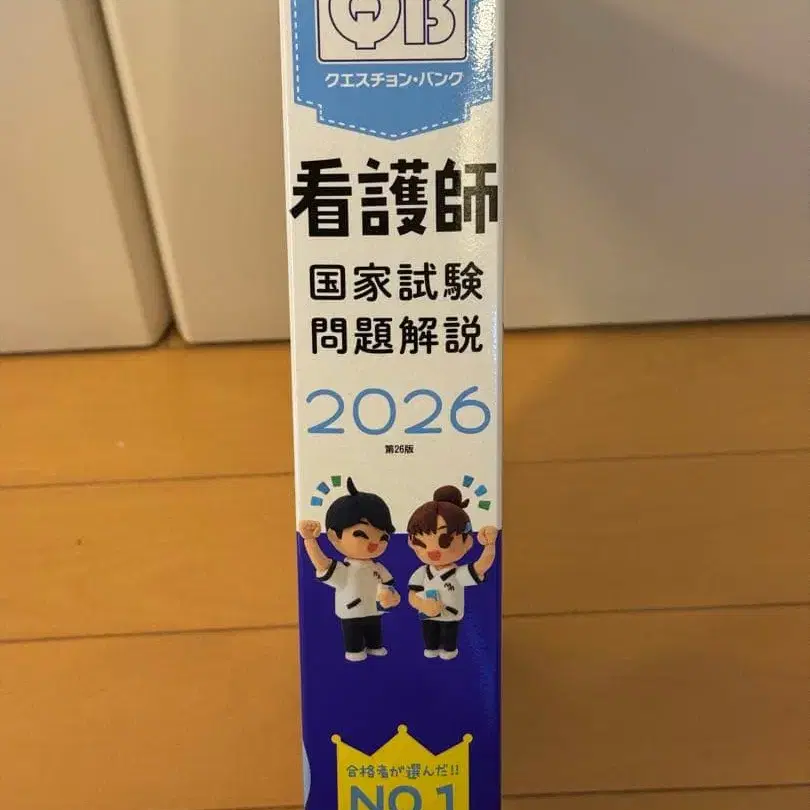 QB
クエスチョン・バンク
看護師
国家試験
問題解説
2026
第26版
合格者が選んだ!!
NO.1